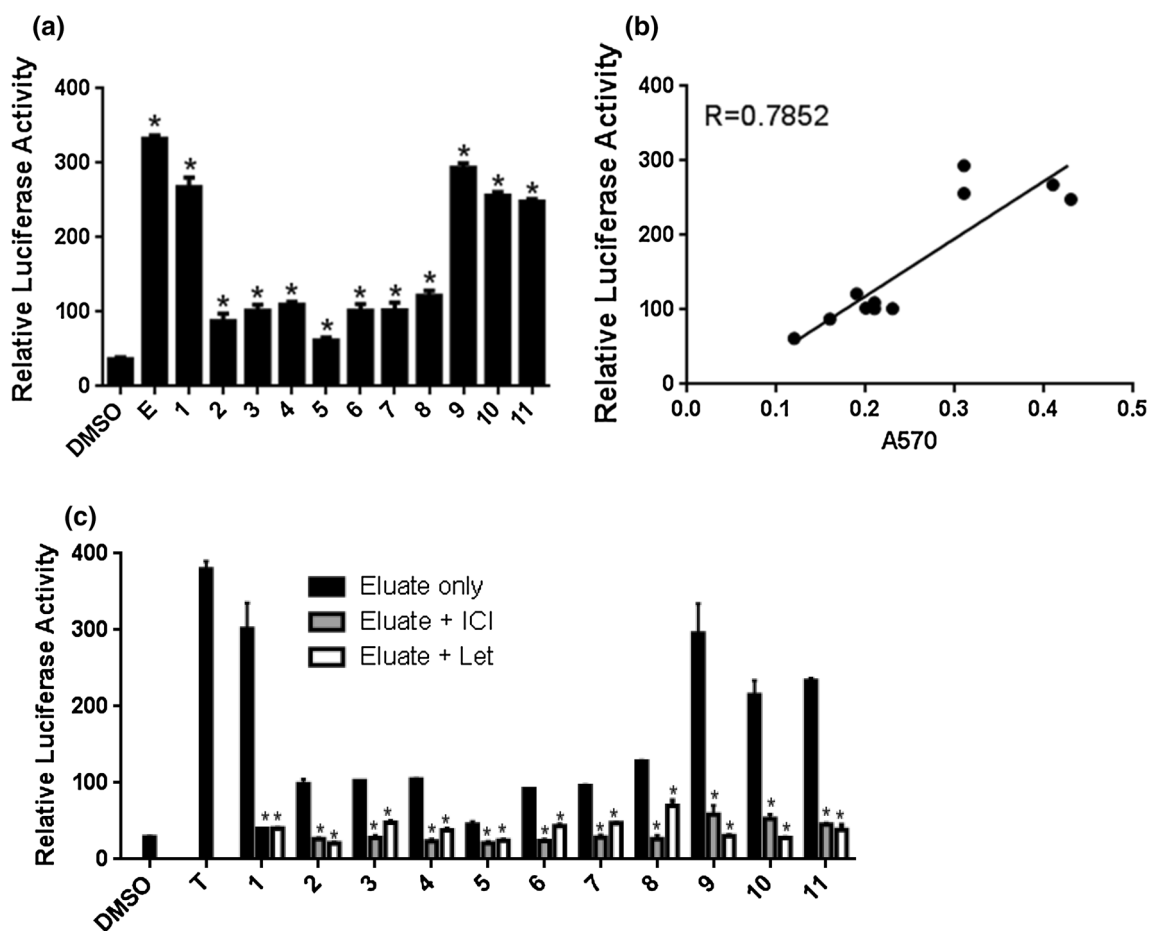 (a)
Relative Luciferase Activity
400
300
200
100
0
* * * * * * * * * * * *
DMSO E 1 2 3 4 5 6 7 8 9 10 11
(b)
Relative Luciferase Activity
400
300
200
100
0
R=0.7852
0.0 0.1 0.2 0.3 0.4 0.5
A570
(c)
Relative Luciferase Activity
400
300
200
100
0
Eluate only
Eluate + ICI
Eluate + Let
* * * * * * * * * * * * * * * * * * * * * *
DMSO T 1 2 3 4 5 6 7 8 9 10 11